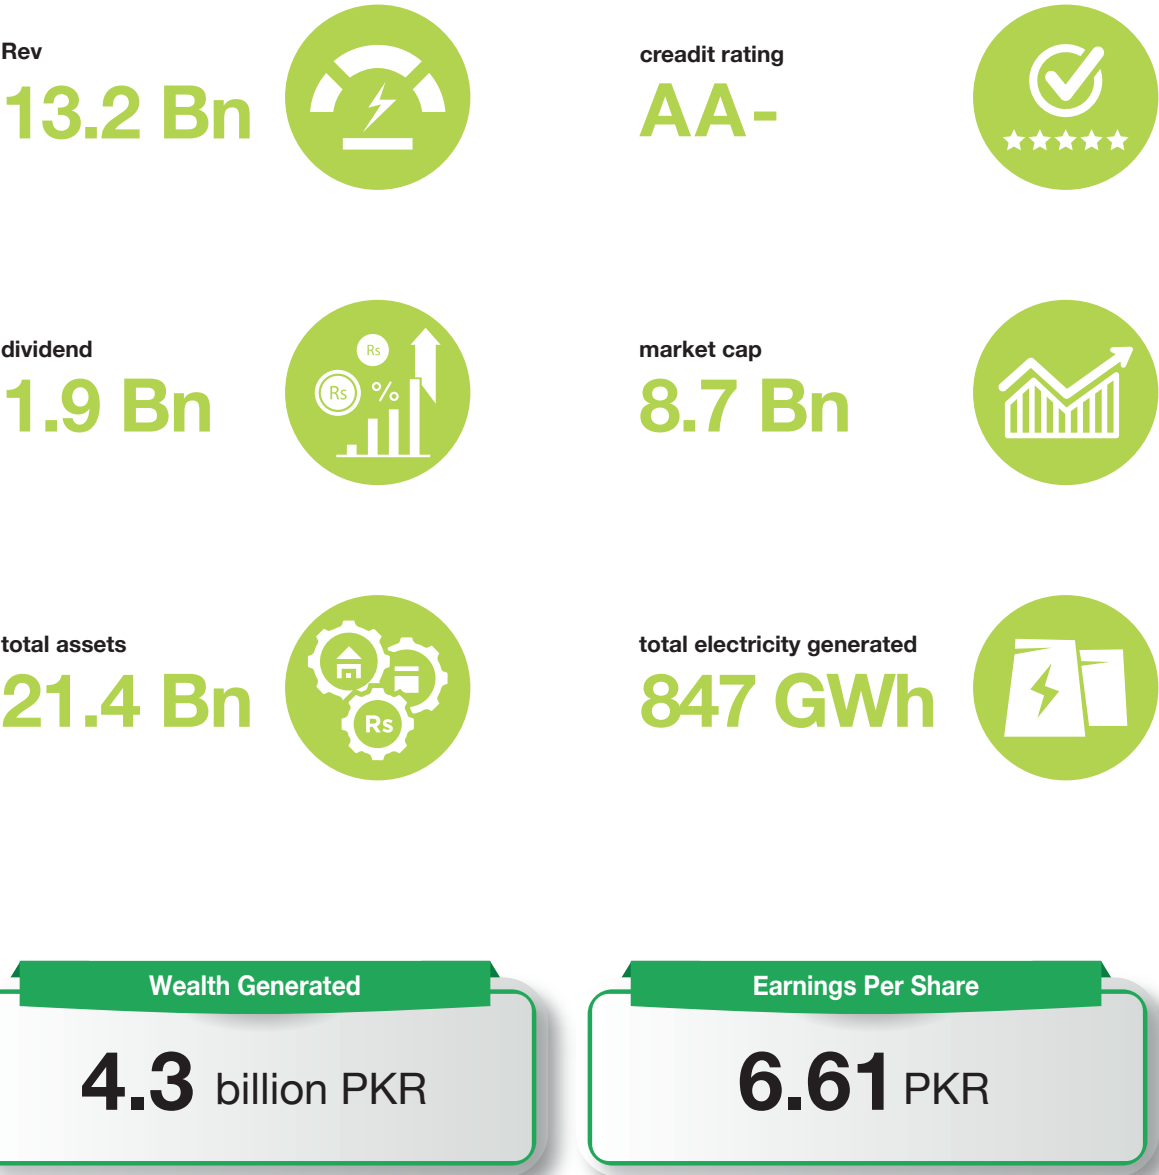 Rev
13.2 Bn
creadit rating
AA-
dividend
1.9 Bn
Rs
Rs
%
market cap
8.7 Bn
total assets
21.4 Bn
Rs
total electricity generated
847 GWh
Wealth Generated
4.3 billion PKR
Earnings Per Share
6.61 PKR